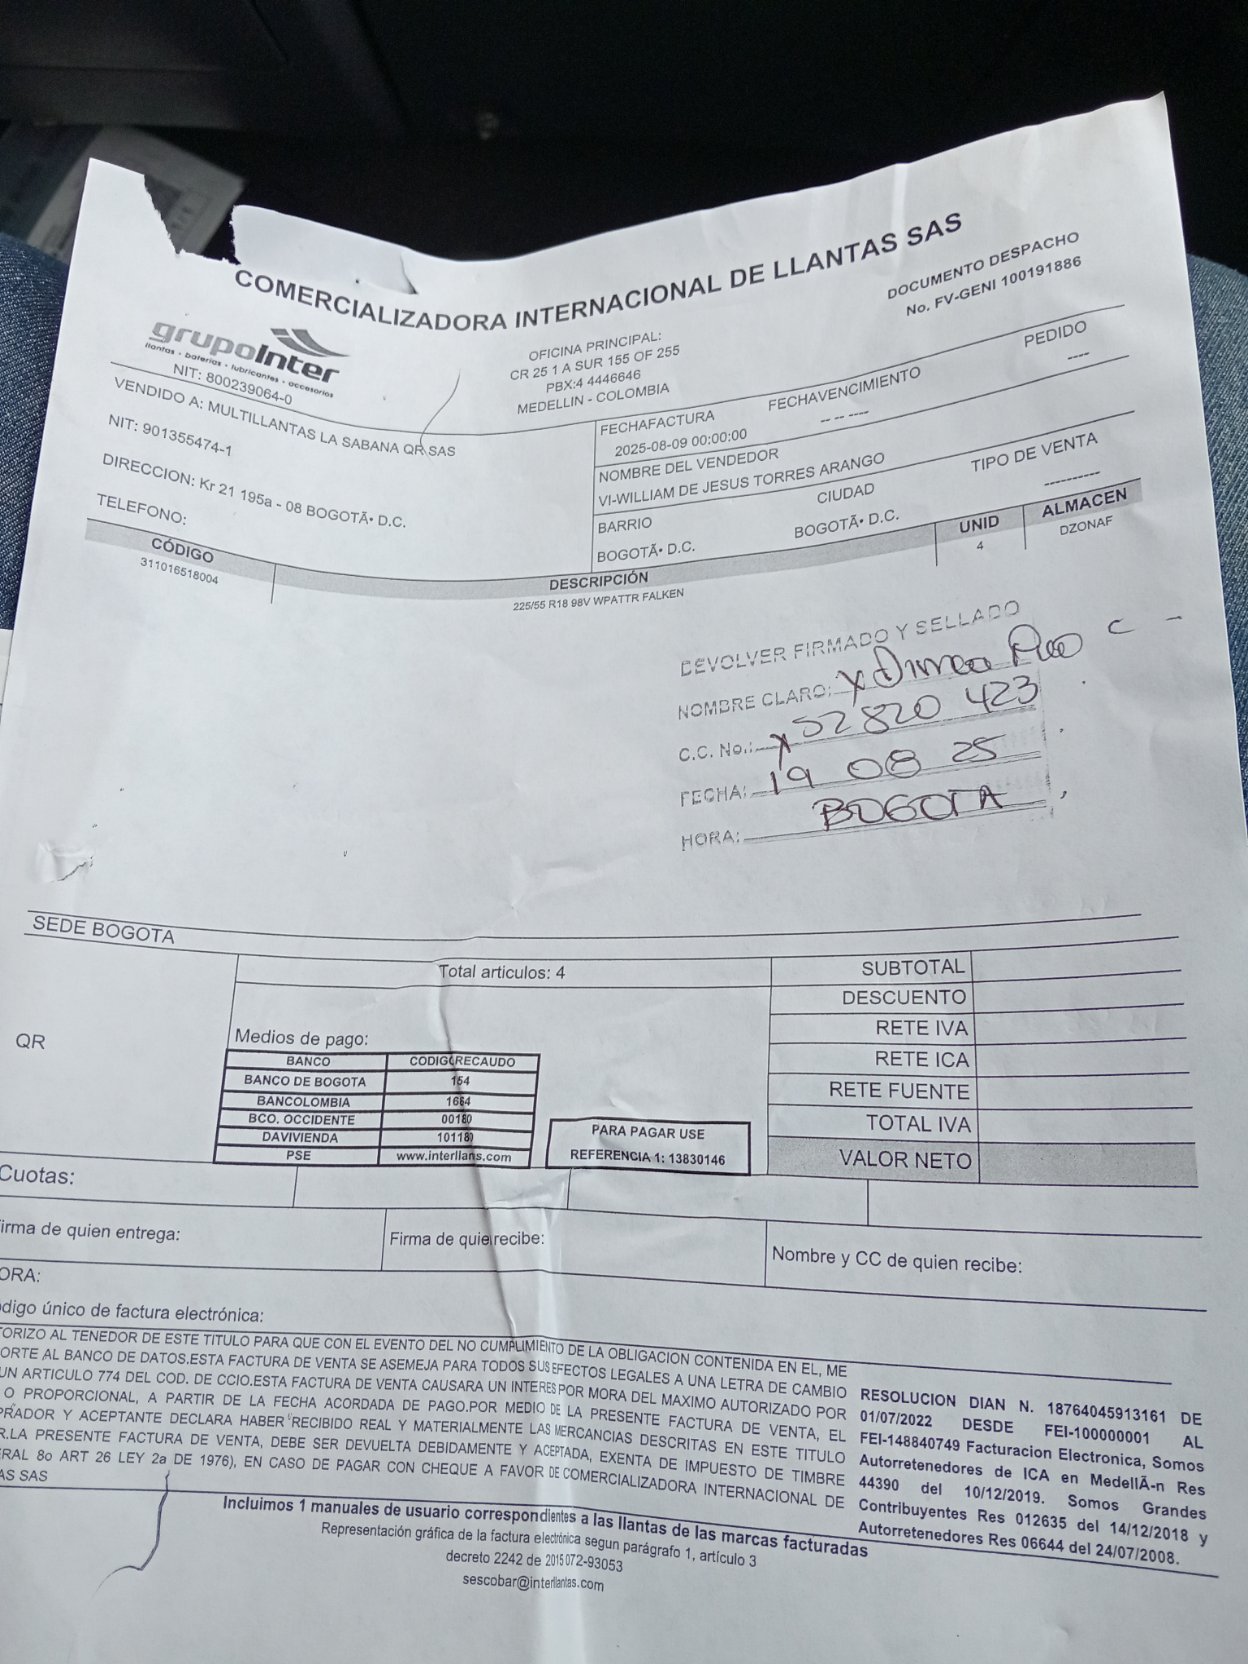 COMERCIALIZADORA INTERNACIONAL DE LLANTAS SAS
DOCUMENTO DESPACHO
No. FV-GENI 100191886
grupointer
llantas • baterias • lubricantes • accesorios
NIT: 800239064-0
OFICINA PRINCIPAL:
CR 25 1 A SUR 155 OF 255
PBX:4 4446646
MEDELLIN - COLOMBIA
VENDIDO A: MULTILLANTAS LA SABANA QR SAS
NIT: 901355474-1
DIRECCION: Kr 21 195a - 08 BOGOTÃ• D.C.
TELEFONO:
FECHAFACTURA FECHAVENCIMIENTO PEDIDO
2025-08-09 00:00:00 -- -- ---- ----
NOMBRE DEL VENDEDOR
VI-WILLIAM DE JESUS TORRES ARANGO
BARRIO CIUDAD TIPO DE VENTA
BOGOTÃ• D.C. BOGOTÃ• D.C. ----------
CÓDIGO DESCRIPCIÓN UNID ALMACEN
311016518004 225/55 R18 98V WPATTR FALKEN 4 DZONAF
DEVOLVER FIRMADO Y SELLADO
NOMBRE CLARO: X
C.C. No.: X 52820 423
FECHA: 19 08 25
BOGOTA
HORA:
SEDE BOGOTA
Total articulos: 4
QR
Medios de pago:
BANCO CODIGO RECAUDO
BANCO DE BOGOTA 154
BANCOLOMBIA 1664
BCO. OCCIDENTE 00180
DAVIVIENDA 101180
PSE www.interllans.com
PARA PAGAR USE
REFERENCIA 1: 13830146
SUBTOTAL
DESCUENTO
RETE IVA
RETE ICA
RETE FUENTE
TOTAL IVA
VALOR NETO
Cuotas:
irma de quien entrega:
Firma de quie recibe:
Nombre y CC de quien recibe:
ORA:
digo único de factura electrónica:
TORIZO AL TENEDOR DE ESTE TITULO PARA QUE CON EL EVENTO DEL NO CUMPLIMIENTO DE LA OBLIGACION CONTENIDA EN EL, ME
ORTE AL BANCO DE DATOS.ESTA FACTURA DE VENTA SE ASEMEJA PARA TODOS SUS EFECTOS LEGALES A UNA LETRA DE CAMBIO
UN ARTICULO 774 DEL COD. DE CCIO.ESTA FACTURA DE VENTA CAUSARA UN INTERES POR MORA DEL MAXIMO AUTORIZADO POR
O PROPORCIONAL, A PARTIR DE LA FECHA ACORDADA DE PAGO.POR MEDIO DE LA PRESENTE FACTURA DE VENTA, EL
PRADOR Y ACEPTANTE DECLARA HABER RECIBIDO REAL Y MATERIALMENTE LAS MERCANCIAS DESCRITAS EN ESTE TITULO
R.LA PRESENTE FACTURA DE VENTA, DEBE SER DEVUELTA DEBIDAMENTE Y ACEPTADA, EXENTA DE IMPUESTO DE TIMBRE
ERAL 8o ART 26 LEY 2a DE 1976), EN CASO DE PAGAR CON CHEQUE A FAVOR DE COMERCIALIZADORA INTERNACIONAL DE
AS SAS
RESOLUCION DIAN N. 18764045913161 DE
01/07/2022 DESDE FEI-100000001 AL
FEI-148840749 Facturacion Electronica, Somos
Autorretenedores de ICA en MedellÃ-n Res
44390 del 10/12/2019. Somos Grandes
Contribuyentes Res 012635 del 14/12/2018 y
Autorretenedores Res 06644 del 24/07/2008.
Incluimos 1 manuales de usuario correspondientes a las llantas de las marcas facturadas
Representación gráfica de la factura electrónica segun parágrafo 1, artículo 3
decreto 2242 de 2015072-93053
sescobar@interllantas.com